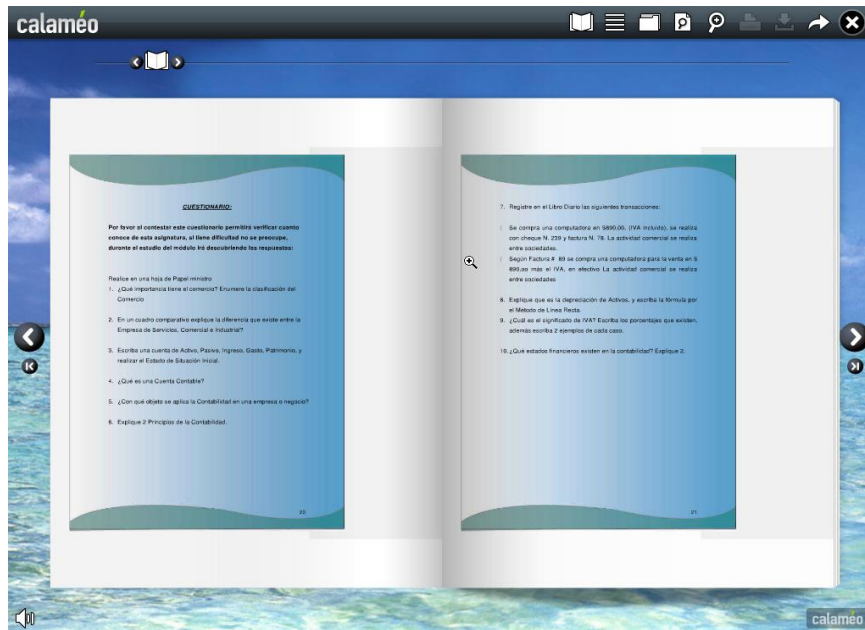 calaméo
CUESTIONARIO:
Por favor al contestar este cuestionario permitirá verificar cuanto
conoce de esta asignatura, si tiene dificultad no se preocupe,
durante el estudio del módulo irá descubriendo las respuestas:
Realice en una hoja de Papel ministro
1. ¿Qué importancia tiene el comercio? Enumere la clasificación del
Comercio
2. En un cuadro comparativo explique la diferencia que existe entre la
Empresa de Servicios, Comercial e Industrial?
3. Escriba una cuenta de Activo, Pasivo, Ingreso, Gasto, Patrimonio, y
realizar el Estado de Situación Inicial.
4. ¿Qué es una Cuenta Contable?
5. ¿Con qué objeto se aplica la Contabilidad en una empresa o negocio?
6. Explique 2 Principios de la Contabilidad.
20
7. Registre en el Libro Diario las siguientes transacciones:
Se compra una computadora en $890,00, (IVA incluido), se realiza
con cheque N. 239 y factura N. 78. La actividad comercial se realiza
entre sociedades.
Según Factura # 89 se compra una computadora para la venta en $
890,oo más el IVA, en efectivo La actividad comercial se realiza
entre sociedades
8. Explique que es la depreciación de Activos, y escriba la fórmula por
el Método de Línea Recta.
9. ¿Cuál es el significado de IVA? Escriba los porcentajes que existen,
además escriba 2 ejemplos de cada caso.
10. ¿Qué estados financieros existen en la contabilidad? Explique 2.
21
calaméo